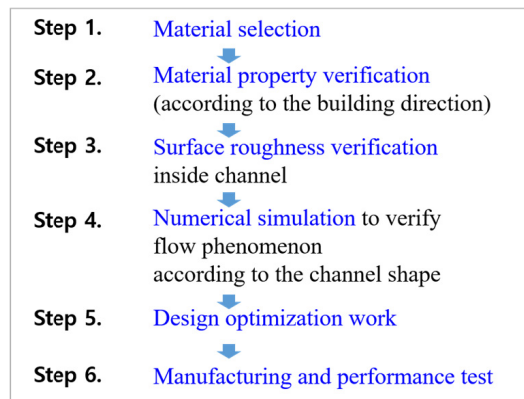 Step 1. Material selection
Step 2. Material property verification
(according to the building direction)
Step 3. Surface roughness verification
inside channel
Step 4. Numerical simulation to verify
flow phenomenon
according to the channel shape
Step 5. Design optimization work
Step 6. Manufacturing and performance test